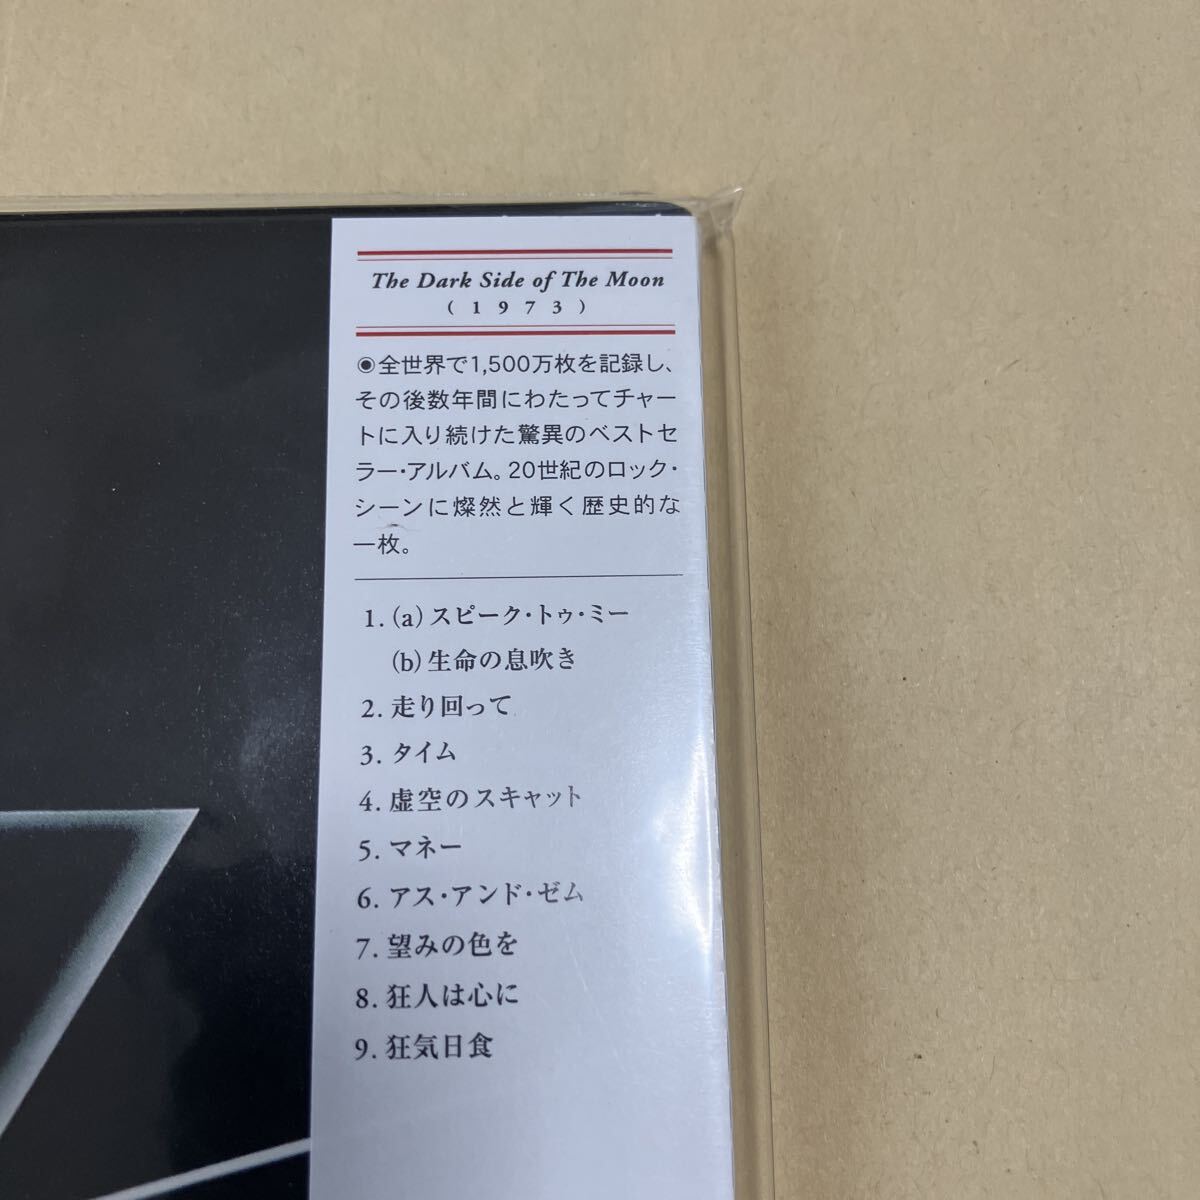 The Dark Side of The Moon
(1973)
◉全世界で1,500万枚を記録し、
その後数年間にわたってチャー
トに入り続けた驚異のベストセ
ラー・アルバム。20世紀のロック・
シーンに燦然と輝く歴史的な
一枚。
1. (a) スピーク・トゥ・ミー
(b) 生命の息吹き
2. 走り回って
3. タイム
4. 虚空のスキャット
5. マネー
6. アス・アンド・ゼム
7. 望みの色を
8. 狂人は心に
9. 狂気日食